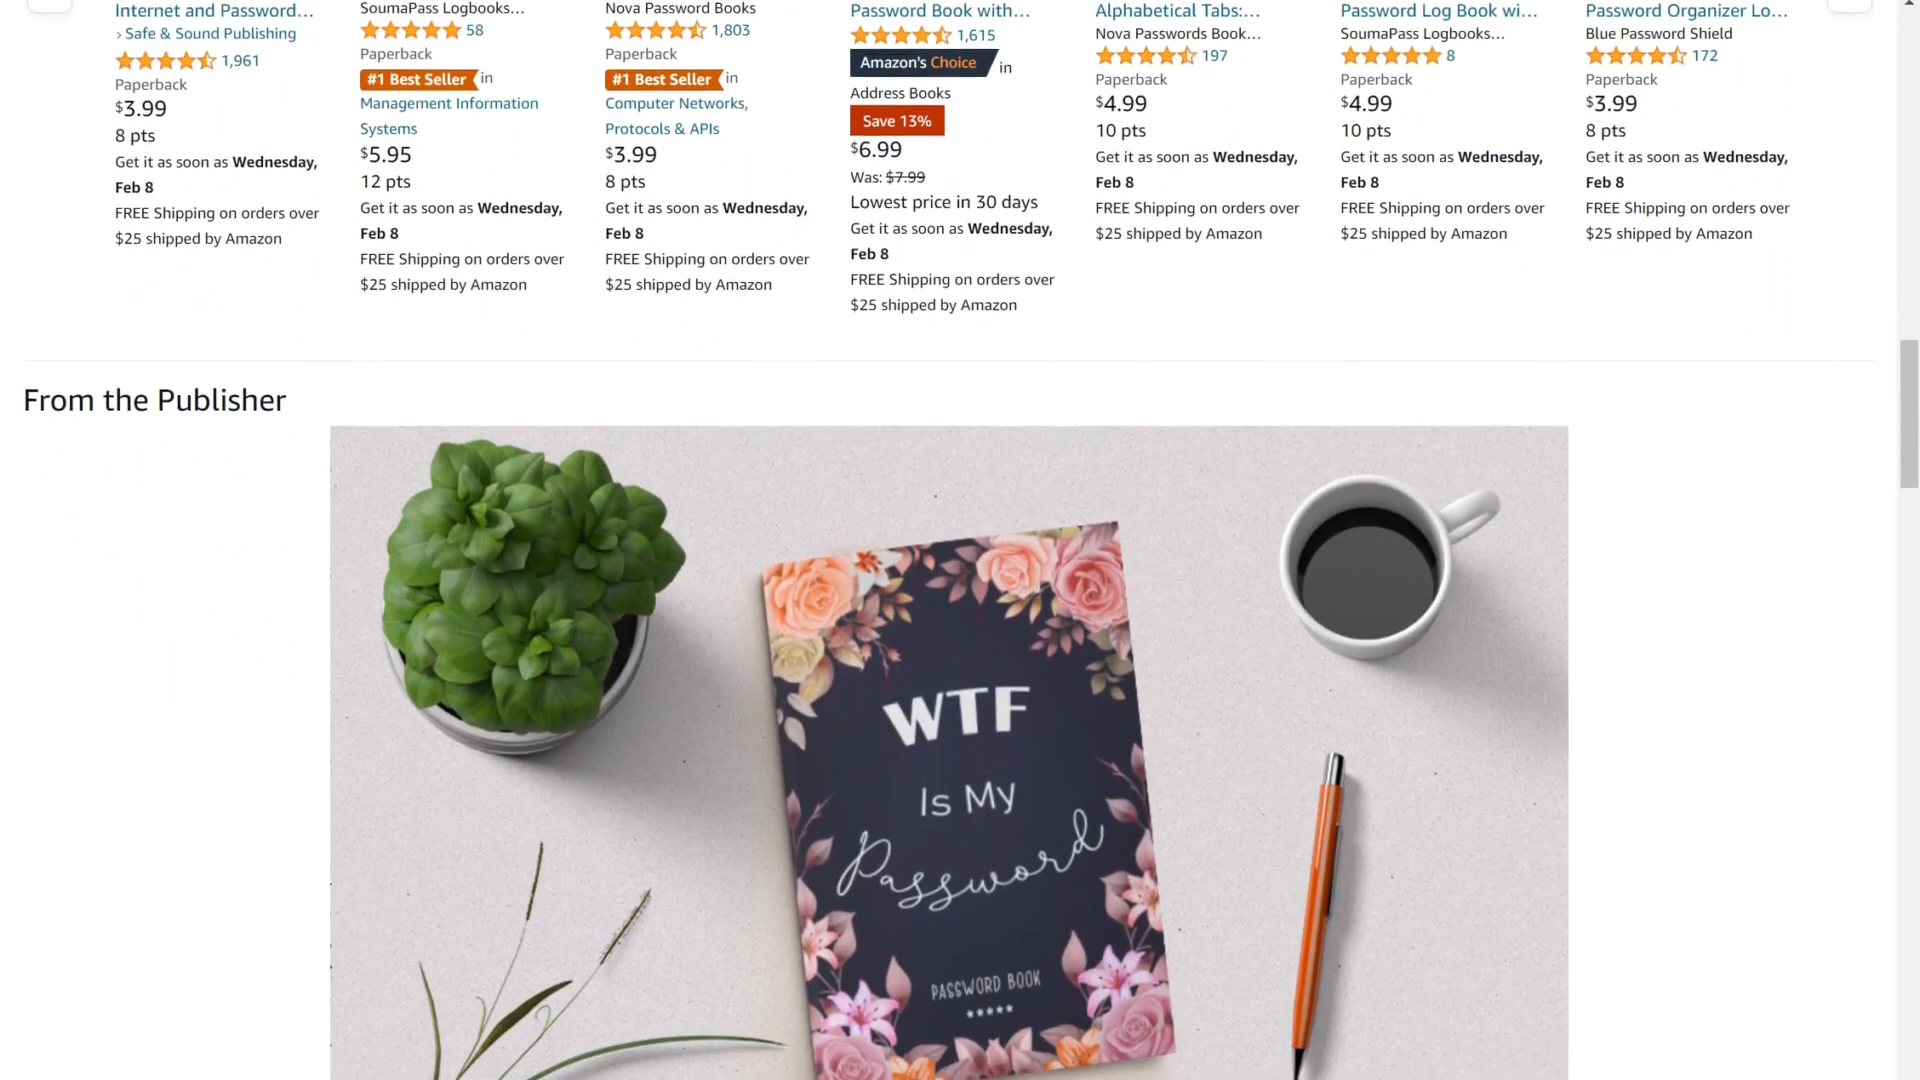 Internet and Password...
› Safe & Sound Publishing
1,961
Paperback
$3.99
8 pts
Get it as soon as Wednesday,
Feb 8
FREE Shipping on orders over
$25 shipped by Amazon
SoumaPass Logbooks...
58
Paperback
#1 Best Seller in
Management Information
Systems
$5.95
12 pts
Get it as soon as Wednesday,
Feb 8
FREE Shipping on orders over
$25 shipped by Amazon
Nova Password Books
1,803
Paperback
#1 Best Seller in
Computer Networks,
Protocols & APIs
$3.99
8 pts
Get it as soon as Wednesday,
Feb 8
FREE Shipping on orders over
$25 shipped by Amazon
Password Book with...
1,615
Amazon's Choice in
Address Books
Save 13%
$6.99
Was: $7.99
Lowest price in 30 days
Get it as soon as Wednesday,
Feb 8
FREE Shipping on orders over
$25 shipped by Amazon
Alphabetical Tabs:...
Nova Passwords Book...
197
Paperback
$4.99
10 pts
Get it as soon as Wednesday,
Feb 8
FREE Shipping on orders over
$25 shipped by Amazon
Password Log Book wi...
SoumaPass Logbooks...
8
Paperback
$4.99
10 pts
Get it as soon as Wednesday,
Feb 8
FREE Shipping on orders over
$25 shipped by Amazon
Password Organizer Lo...
Blue Password Shield
172
Paperback
$3.99
8 pts
Get it as soon as Wednesday,
Feb 8
FREE Shipping on orders over
$25 shipped by Amazon
From the Publisher
WTF
Is My
Password
PASSWORD BOOK
*****